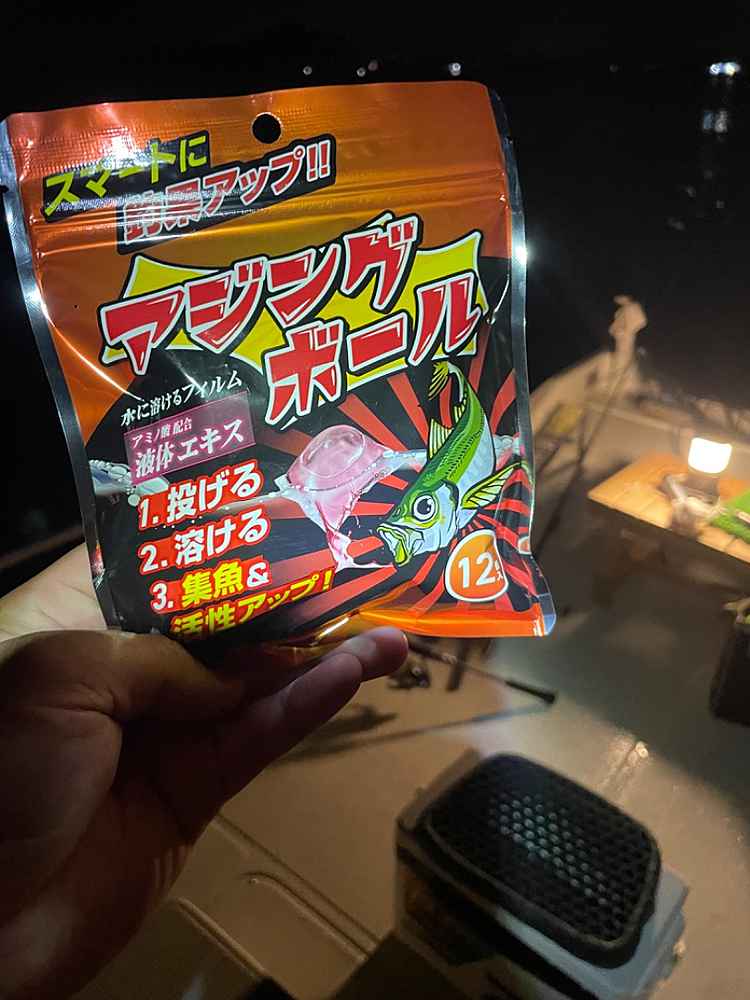 スマートに
釣果アップ!!
アジング
ボール
水に溶けるフィルム
アミノ酸 配合
液体エキス
1. 投げる
2. 溶ける
3. 集魚&
活性アップ!
12